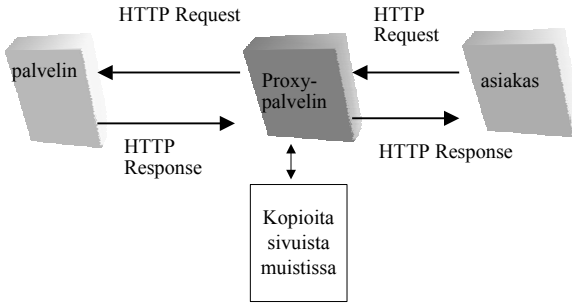 HTTP Request
HTTP
Request
palvelin
Proxy-
palvelin
asiakas
HTTP
Response
HTTP Response
Kopioita
sivuista
muistissa